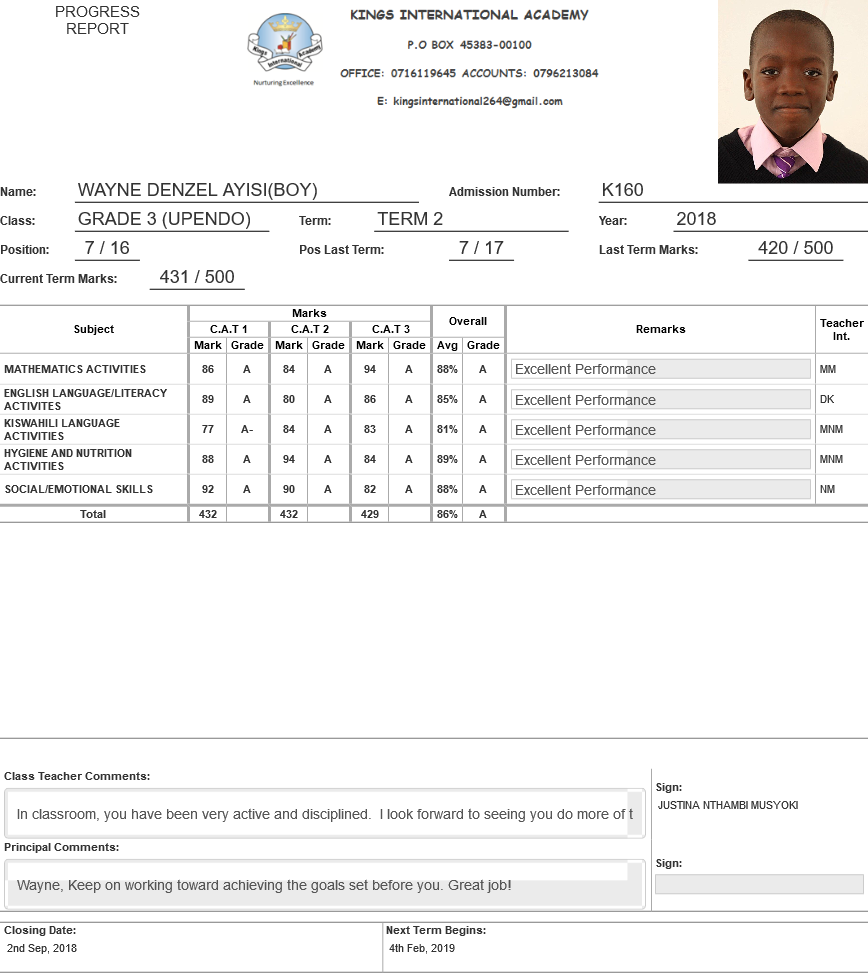 PROGRESS
REPORT
Kings International Academy
Nurturing Excellence
KINGS INTERNATIONAL ACADEMY
P.O BOX 45383-00100
OFFICE: 0716119645 ACCOUNTS: 0796213084
E: kingsinternational264@gmail.com
Name: WAYNE DENZEL AYISI(BOY) Admission Number: K160
Class: GRADE 3 (UPENDO) Term: TERM 2 Year: 2018
Position: 7 / 16 Pos Last Term: 7 / 17 Last Term Marks: 420 / 500
Current Term Marks: 431 / 500
Subject Marks Overall Remarks Teacher Int.
C.A.T 1 C.A.T 2 C.A.T 3
Mark Grade Mark Grade Mark Grade Avg Grade
MATHEMATICS ACTIVITIES 86 A 84 A 94 A 88% A Excellent Performance MM
ENGLISH LANGUAGE/LITERACY ACTIVITES 89 A 80 A 86 A 85% A Excellent Performance DK
KISWAHILI LANGUAGE ACTIVITIES 77 A- 84 A 83 A 81% A Excellent Performance MNM
HYGIENE AND NUTRITION ACTIVITIES 88 A 94 A 84 A 89% A Excellent Performance MNM
SOCIAL/EMOTIONAL SKILLS 92 A 90 A 82 A 88% A Excellent Performance NM
Total 432 432 429 86% A
Class Teacher Comments:
In classroom, you have been very active and disciplined. I look forward to seeing you do more of t
Sign:
JUSTINA NTHAMBI MUSYOKI
Principal Comments:
Wayne, Keep on working toward achieving the goals set before you. Great job!
Sign:
Closing Date: Next Term Begins:
2nd Sep, 2018 4th Feb, 2019